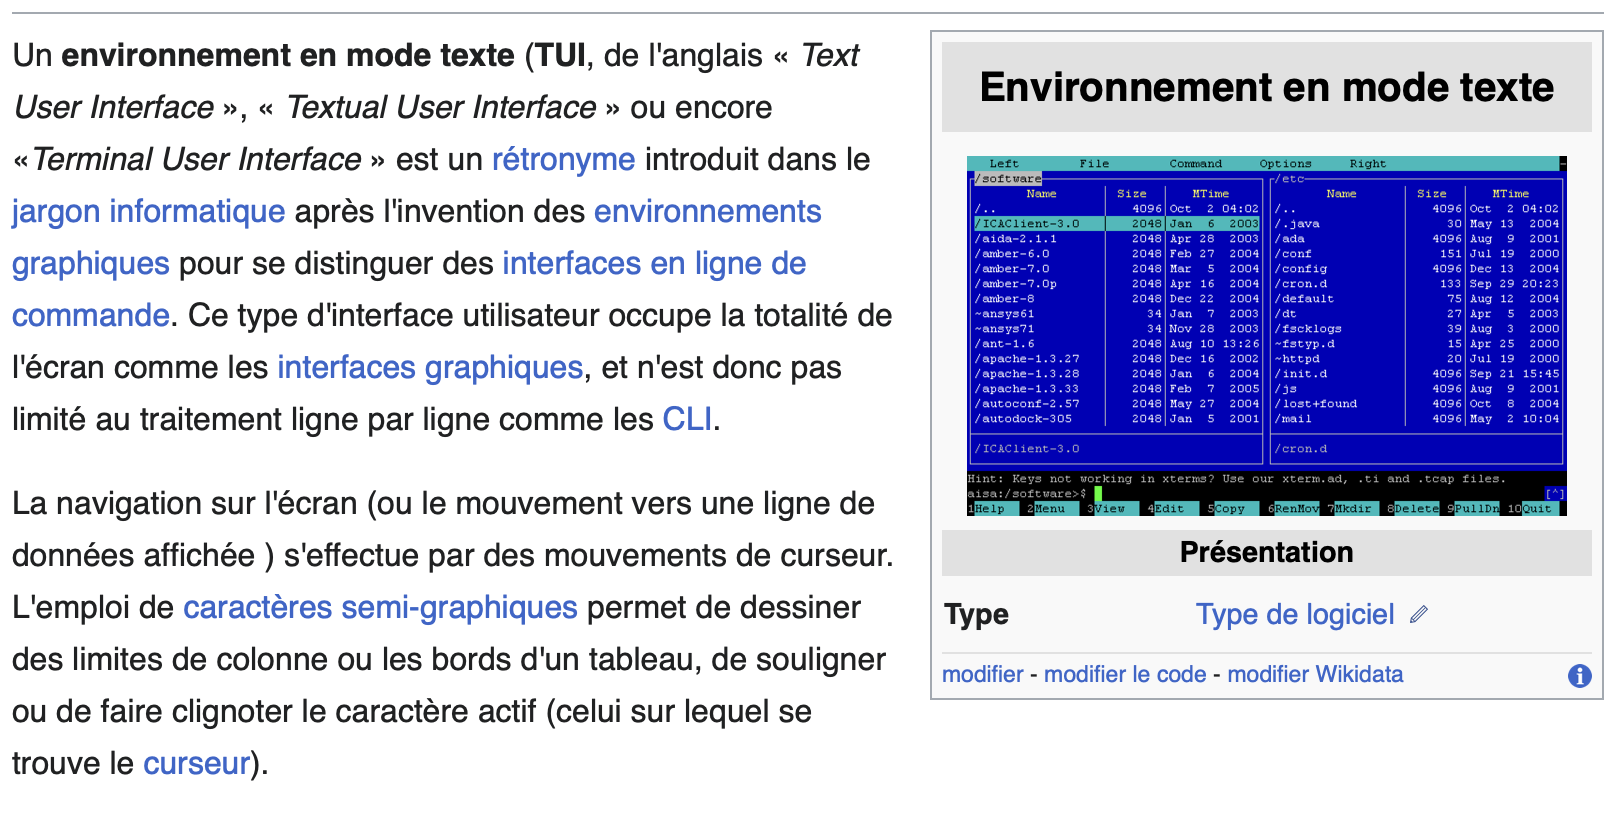 Un environnement en mode texte (TUI, de l'anglais « Text
User Interface », « Textual User Interface » ou encore
«Terminal User Interface » est un rétronyme introduit dans le
jargon informatique après l'invention des environnements
graphiques pour se distinguer des interfaces en ligne de
commande. Ce type d'interface utilisateur occupe la totalité de
l'écran comme les interfaces graphiques, et n'est donc pas
limité au traitement ligne par ligne comme les CLI.
La navigation sur l'écran (ou le mouvement vers une ligne de
données affichée ) s'effectue par des mouvements de curseur.
L'emploi de caractères semi-graphiques permet de dessiner
des limites de colonne ou les bords d'un tableau, de souligner
ou de faire clignoter le caractère actif (celui sur lequel se
trouve le curseur).
Environnement en mode texte
Left File Command Options Right
/software /etc
Name Size MTime Name Size MTime
/.. 4096 Oct 2 04:02 /.. 4096 Oct 2 04:02
/ICAClient-3.0 2048 Jan 6 2003 /.java 30 May 13 2004
/aida-2.1.1 2048 Apr 28 2003 /ada 4096 Aug 9 2001
/amber-6.0 2048 Feb 27 2004 /conf 151 Jul 19 2000
/amber-7.0 2048 Mar 5 2004 /config 4096 Dec 13 2004
/amber-7.0p 2048 Apr 16 2004 /cron.d 133 Sep 29 20:23
/amber-8 2048 Dec 22 2004 /default 75 Aug 12 2004
~ansys61 34 Jan 7 2003 /dt 27 Apr 5 2003
~ansys71 34 Nov 28 2003 /fscklogs 39 Aug 3 2000
/ant-1.6 2048 Aug 10 13:26 ~fstyp.d 15 Apr 25 2000
/apache-1.3.27 2048 Dec 16 2002 ~httpd 20 Jul 19 2000
/apache-1.3.28 2048 Jan 6 2004 /init.d 4096 Sep 21 15:45
/apache-1.3.33 2048 Feb 7 2005 /js 4096 Aug 9 2001
/autoconf-2.57 2048 May 27 2004 /lost+found 4096 Oct 8 2004
/autodock-305 2048 Jan 5 2001 /mail 4096 May 2 10:04
/ICAClient-3.0 /cron.d
Hint: Keys not working in xterms? Use our xterm.ad, .ti and .tcap files.
aisa:/software>$ [^]
1Help 2Menu 3View 4Edit 5Copy 6RenMov 7Mkdir 8Delete 9PullDn 10Quit
Présentation
Type Type de logiciel
modifier - modifier le code - modifier Wikidata